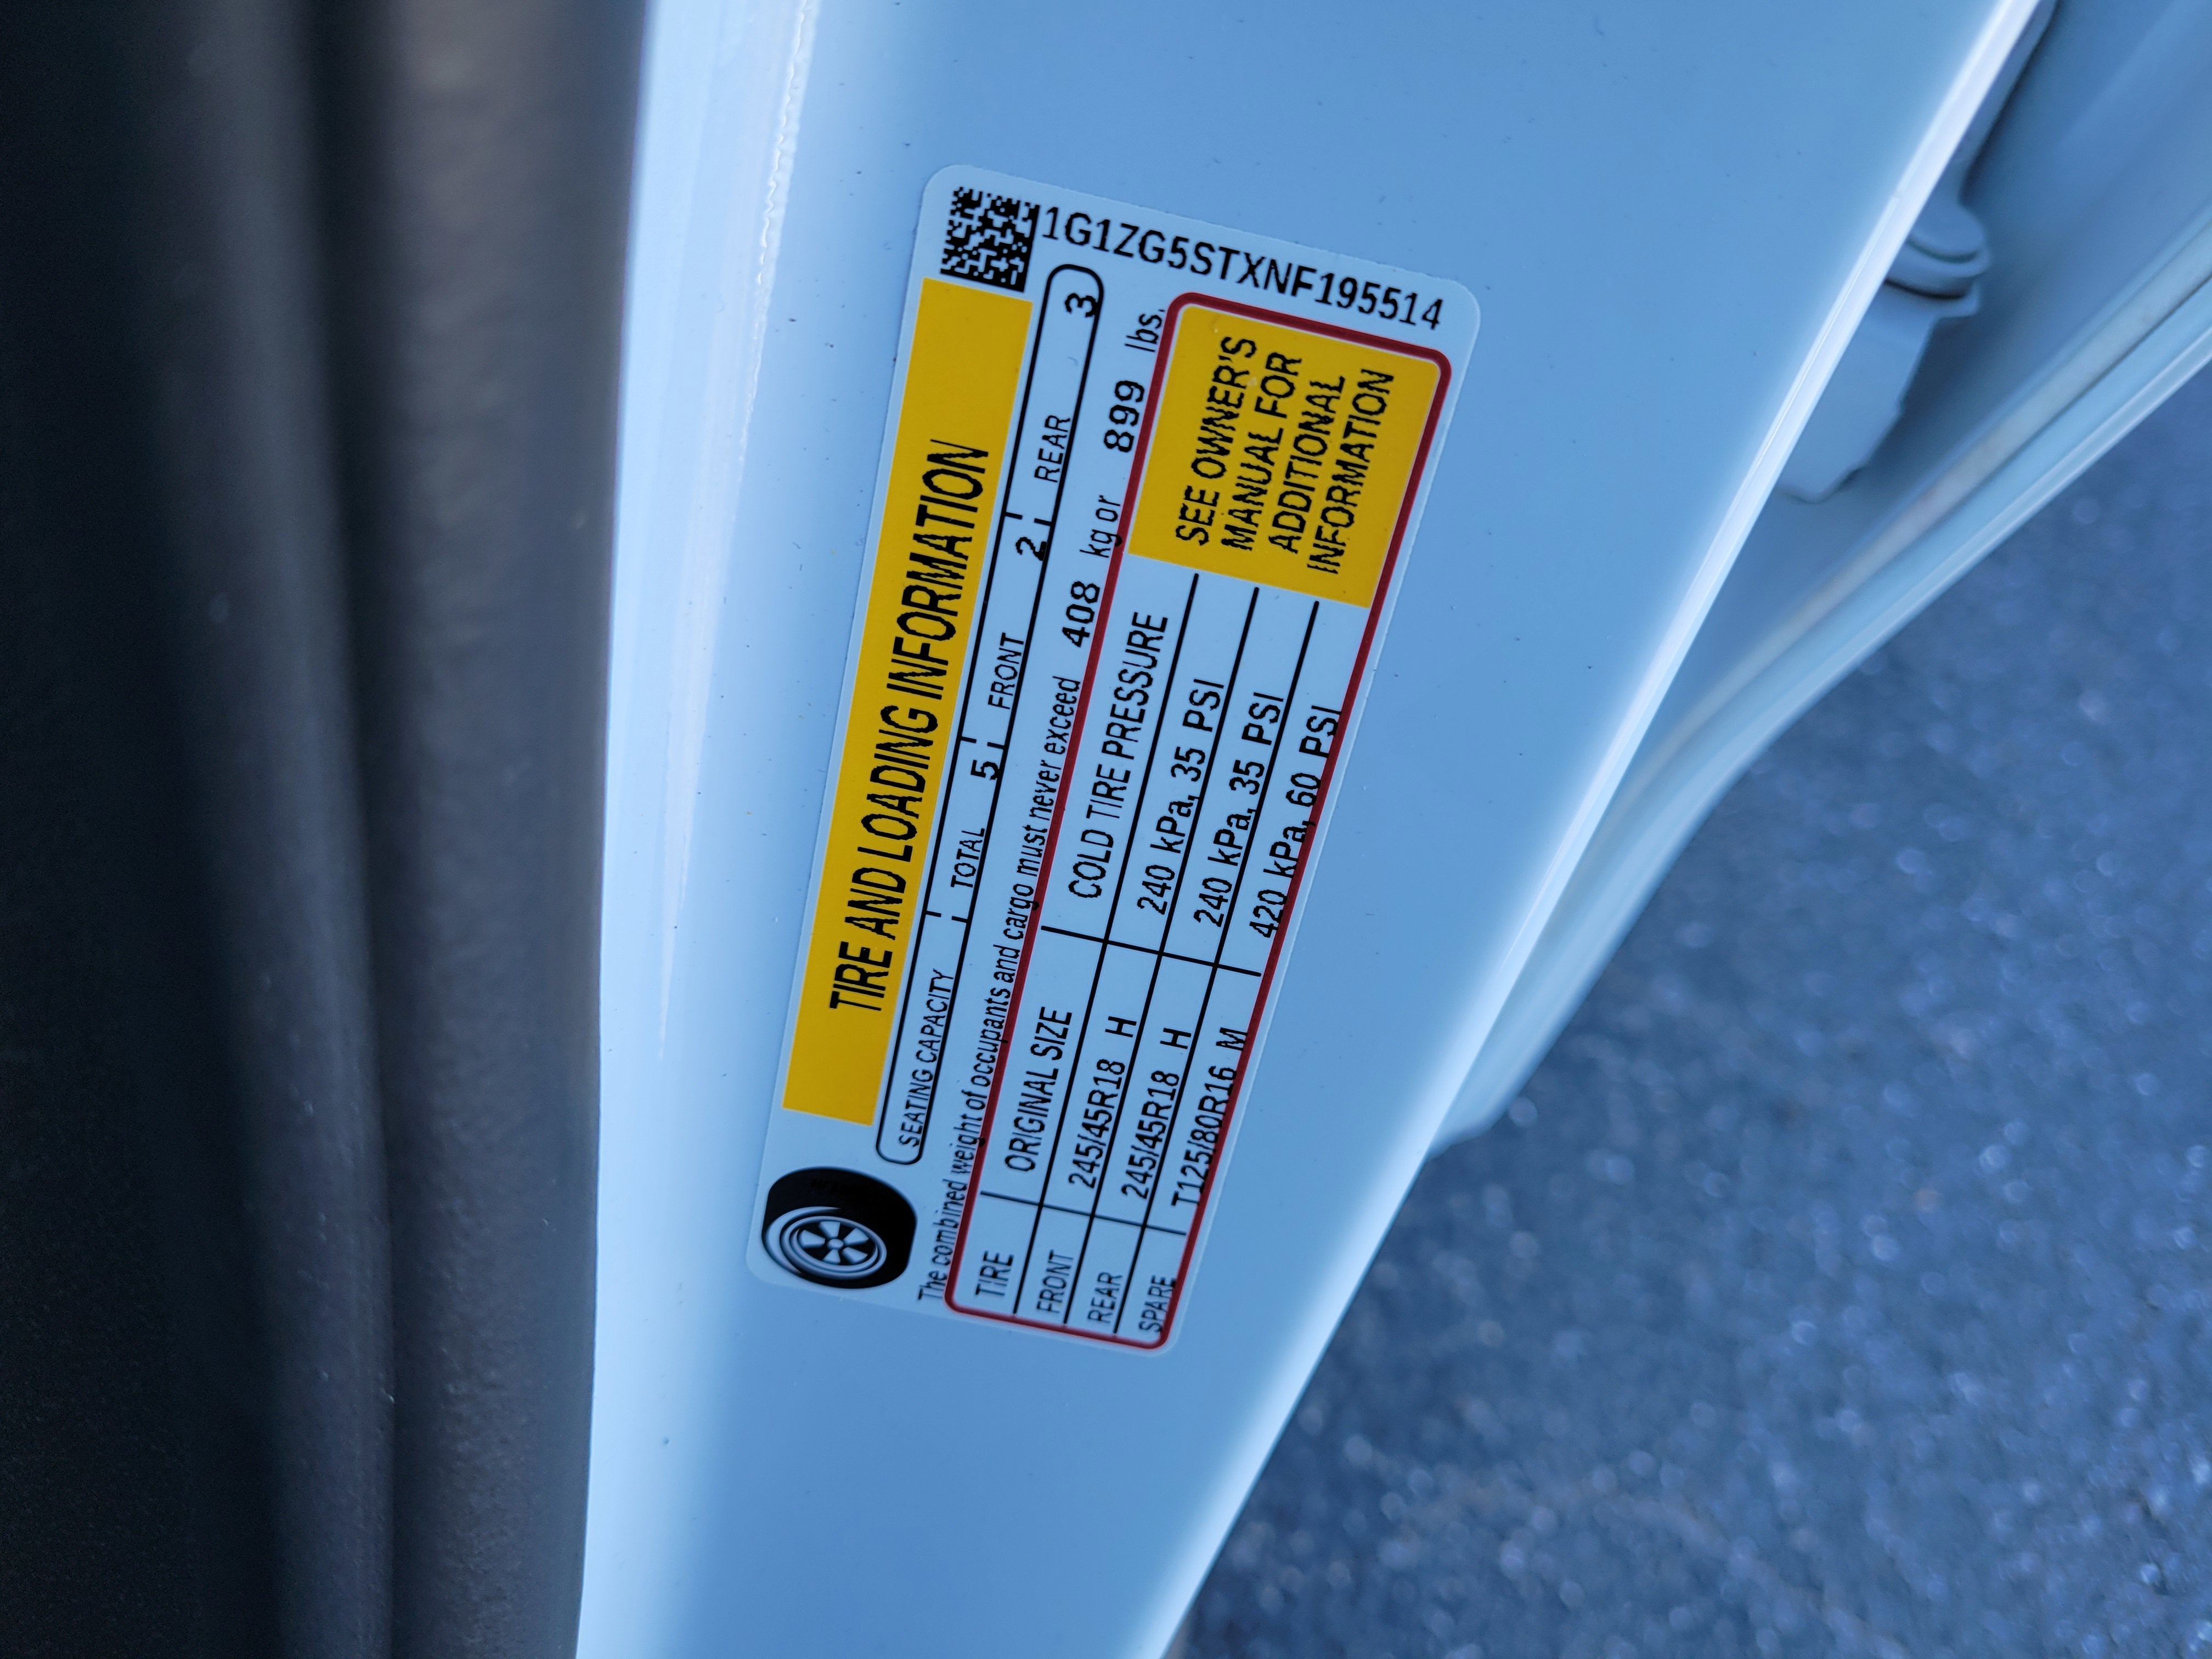 1G1ZG5STXNF195514
TIRE AND LOADING INFORMATION
SEATING CAPACITY TOTAL 5 FRONT 2 REAR 3
The combined weight of occupants and cargo must never exceed 408 kg or 899 lbs.
TIRE ORIGINAL SIZE COLD TIRE PRESSURE
FRONT 245/45R18 H 240 kPa, 35 PSI
REAR 245/45R18 H 240 kPa, 35 PSI
SPARE T125/80R16 M 420 kPa, 60 PSI
SEE OWNER'S
MANUAL FOR
ADDITIONAL
INFORMATION